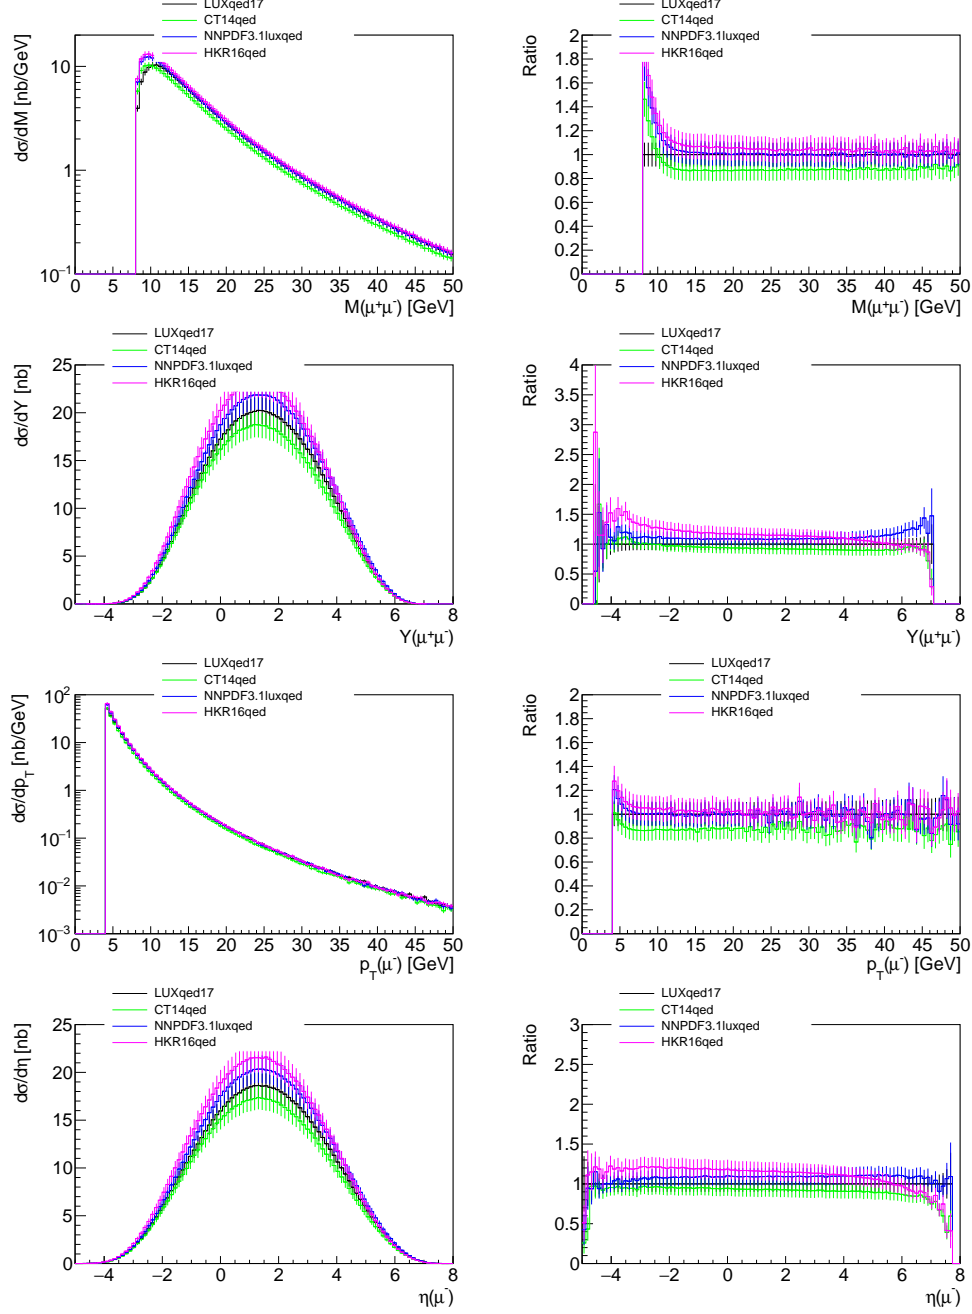 LUXqed17
CT14qed
NNPDF3.1luxqed
HKR16qed
dσ/dM [nb/GeV]
10
1
10⁻¹
0 5 10 15 20 25 30 35 40 45 50
M(μ⁺μ⁻) [GeV]
LUXqed17
CT14qed
NNPDF3.1luxqed
HKR16qed
Ratio
2
1.8
1.6
1.4
1.2
1
0.8
0.6
0.4
0.2
0
0 5 10 15 20 25 30 35 40 45 50
M(μ⁺μ⁻) [GeV]
LUXqed17
CT14qed
NNPDF3.1luxqed
HKR16qed
dσ/dY [nb]
25
20
15
10
5
0
−4 −2 0 2 4 6 8
Y(μ⁺μ⁻)
LUXqed17
CT14qed
NNPDF3.1luxqed
HKR16qed
Ratio
4
3.5
3
2.5
2
1.5
1
0.5
0
−4 −2 0 2 4 6 8
Y(μ⁺μ⁻)
LUXqed17
CT14qed
NNPDF3.1luxqed
HKR16qed
dσ/dp_T [nb/GeV]
10²
10
1
10⁻¹
10⁻²
10⁻³
0 5 10 15 20 25 30 35 40 45 50
p_T(μ⁻) [GeV]
LUXqed17
CT14qed
NNPDF3.1luxqed
HKR16qed
Ratio
2
1.8
1.6
1.4
1.2
1
0.8
0.6
0.4
0.2
0
0 5 10 15 20 25 30 35 40 45 50
p_T(μ⁻) [GeV]
LUXqed17
CT14qed
NNPDF3.1luxqed
HKR16qed
dσ/dη [nb]
25
20
15
10
5
0
−4 −2 0 2 4 6 8
η(μ⁻)
LUXqed17
CT14qed
NNPDF3.1luxqed
HKR16qed
Ratio
3
2.5
2
1.5
1
0.5
0
−4 −2 0 2 4 6 8
η(μ⁻)